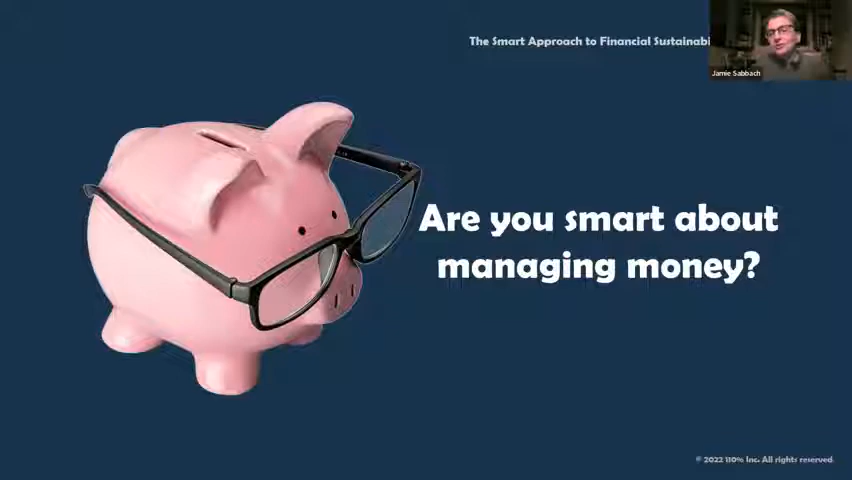 The Smart Approach to Financial Sustainabi
Jamie Sabbach
Are you smart about
managing money?
© 2022 110% Inc. All rights reserved.